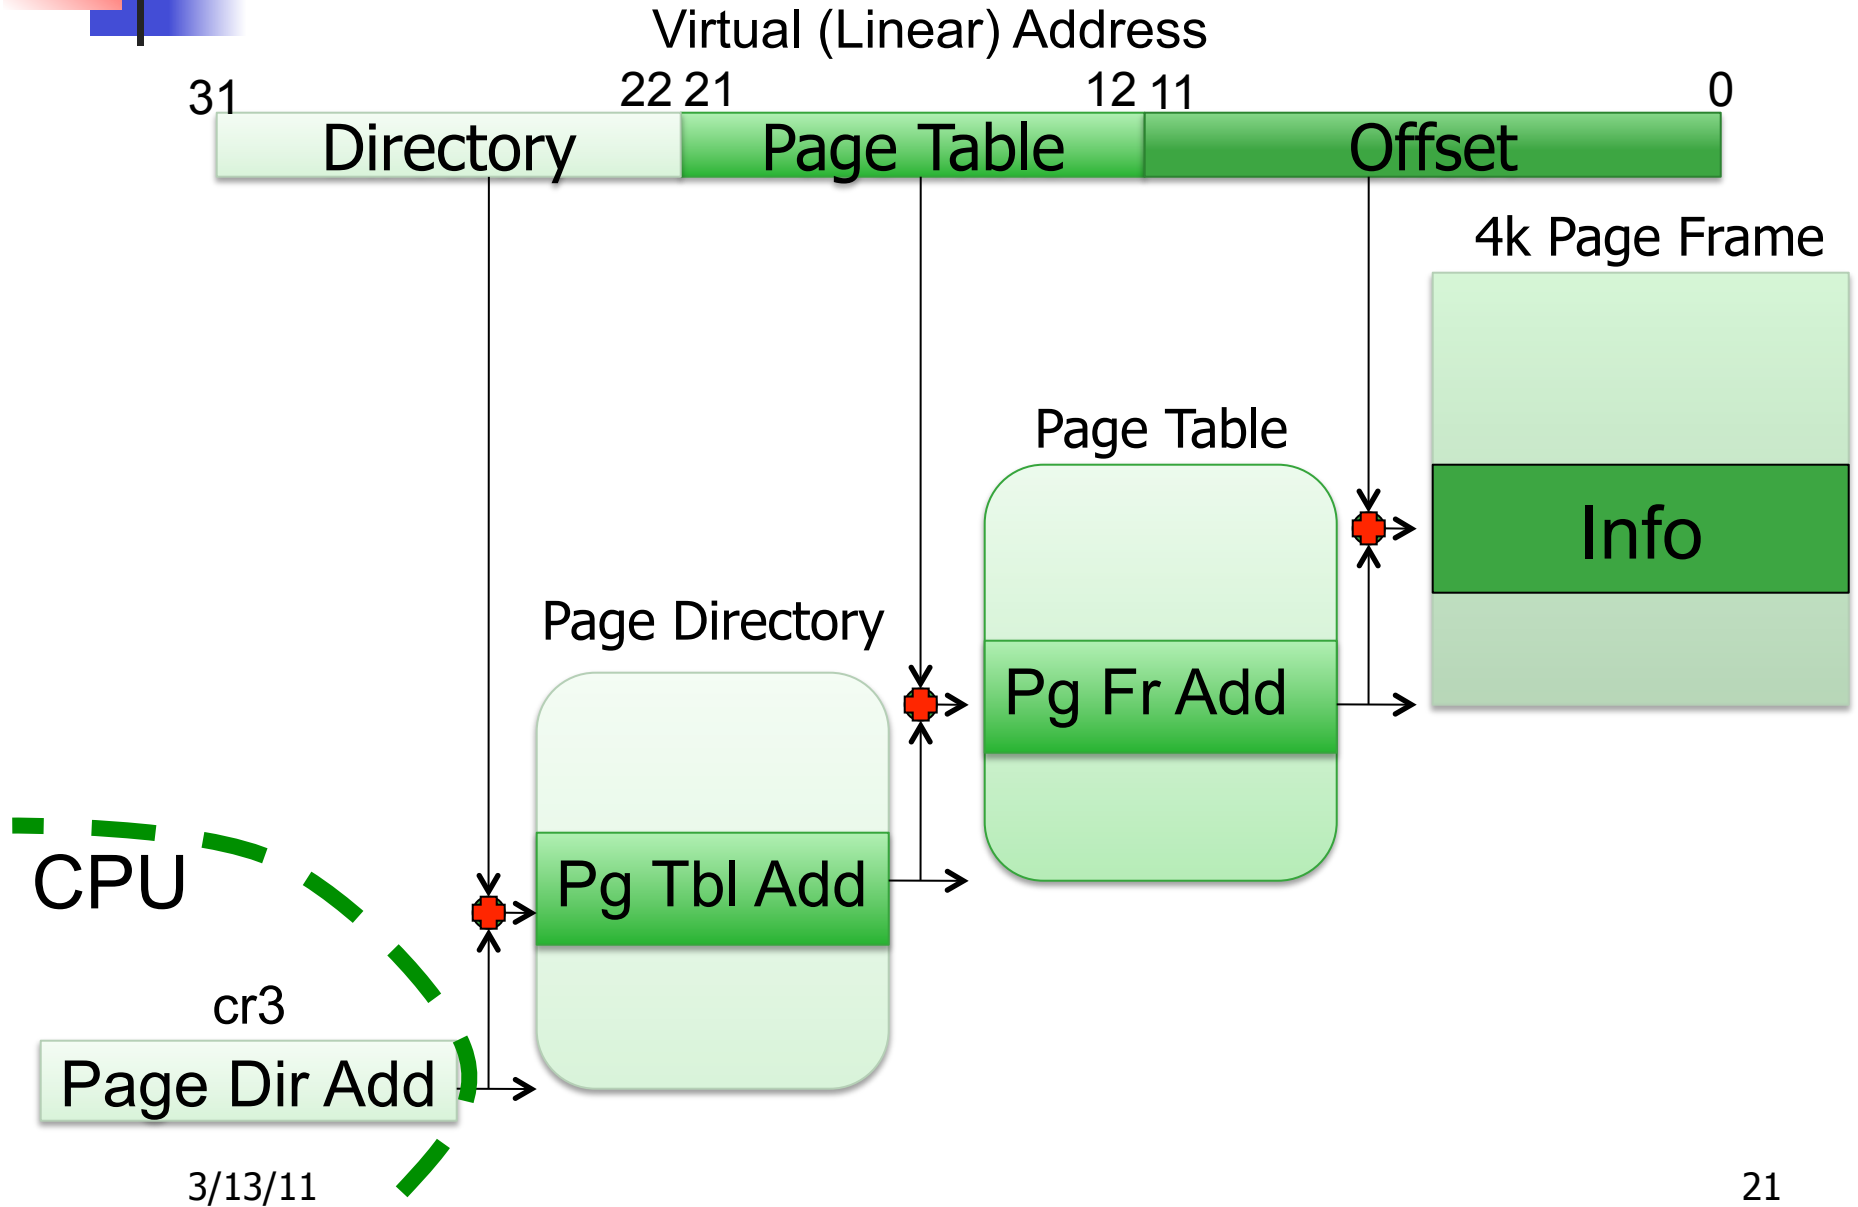 Virtual (Linear) Address
31 22 21 12 11 0
Directory Page Table Offset
4k Page Frame
Page Table
Info
Page Directory
Pg Fr Add
CPU
Pg Tbl Add
cr3
Page Dir Add
3/13/11 21